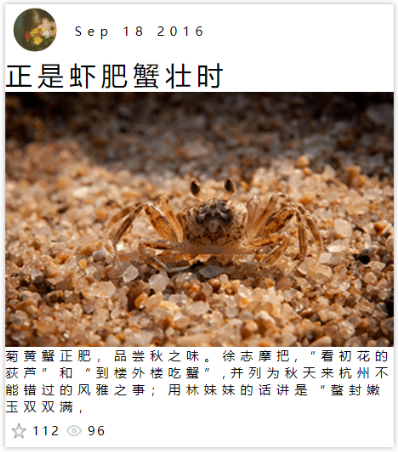 Sep 18 2016
正是虾肥蟹壮时
菊黄蟹正肥，品尝秋之味。徐志摩把，“看初花的
荻芦”和“到楼外楼吃蟹”,并列为秋天来杭州不
能错过的风雅之事；用林妹妹的话讲是“螯封嫩
玉双双满，
112 96